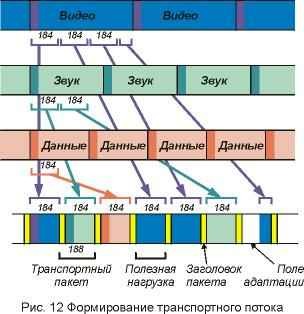 Видео Видео
184 184 184
Звук Звук Звук
184 184
Данные Данные Данные Данные
184
184 184 184 184 184 184
188
Транспортный пакет
Полезная нагрузка
Заголовок пакета
Поле адаптации
Рис. 12 Формирование транспортного потока